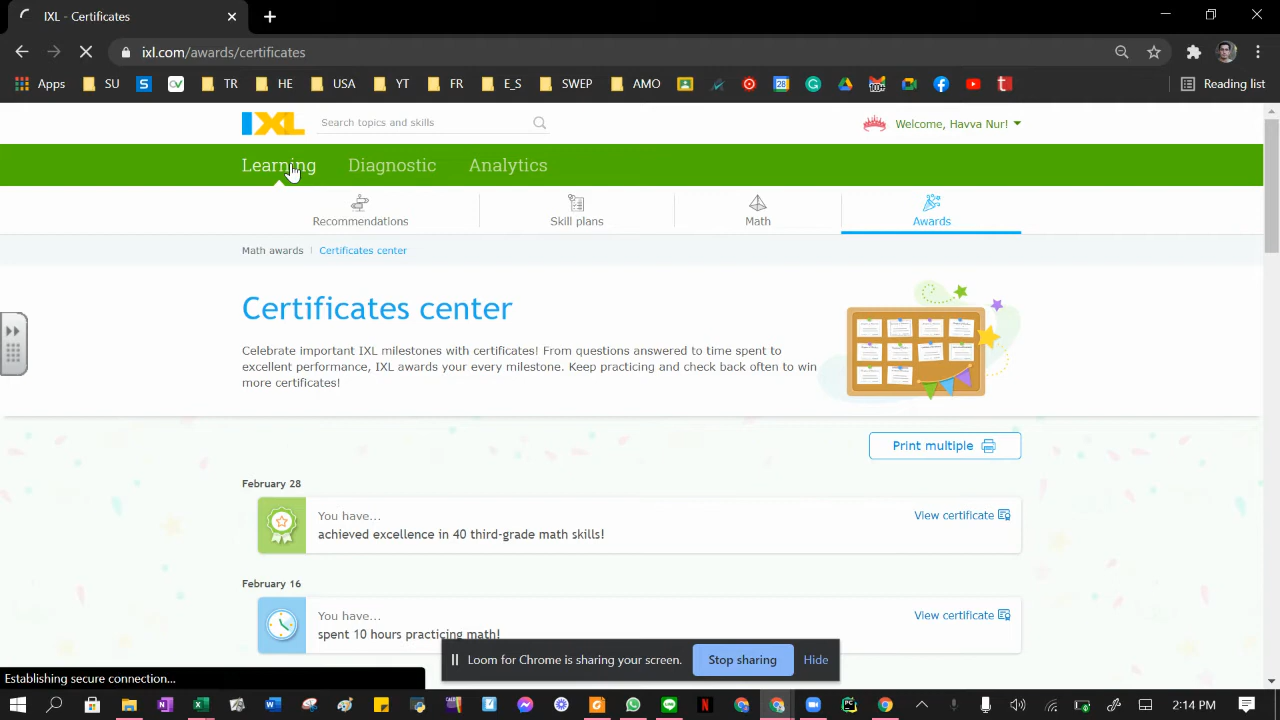 IXL - Certificates
ixl.com/awards/certificates
Apps SU TR HE USA YT FR E_S SWEP AMO Reading list
IXL Search topics and skills Welcome, Havva Nur!
Learning Diagnostic Analytics
Recommendations Skill plans Math Awards
Math awards | Certificates center
Certificates center
Celebrate important IXL milestones with certificates! From questions answered to time spent to
excellent performance, IXL awards your every milestone. Keep practicing and check back often to win
more certificates!
Print multiple
February 28
You have... View certificate
achieved excellence in 40 third-grade math skills!
February 16
You have... View certificate
spent 10 hours practicing math!
Loom for Chrome is sharing your screen. Stop sharing Hide
Establishing secure connection...
2:14 PM